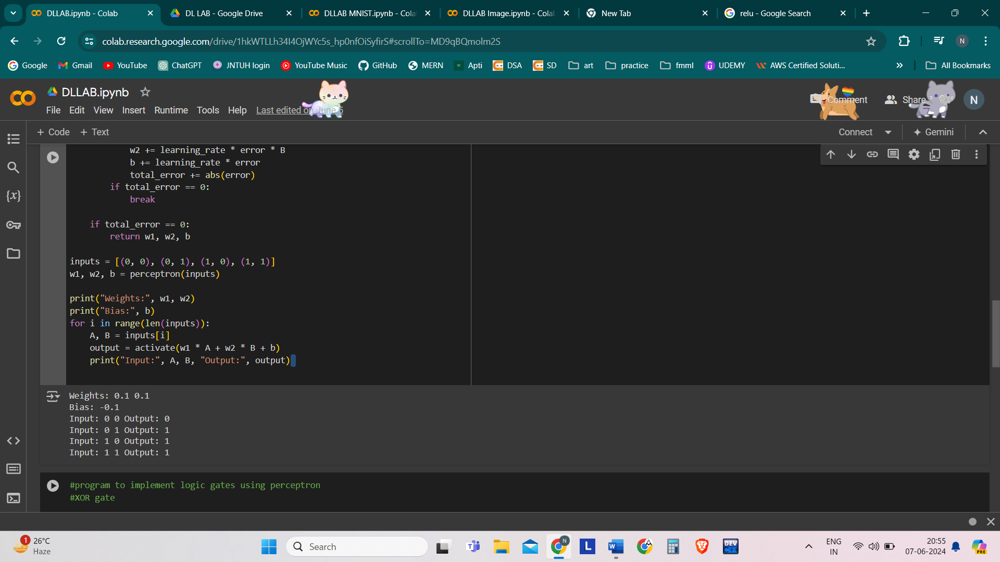 DLLAB.ipynb - Colab
DL LAB - Google Drive
DLLAB MNIST.ipynb - Cola
DLLAB Image.ipynb - Colab
New Tab
relu - Google Search
colab.research.google.com/drive/1hkWTLLh34I4OjWYc5s_hp0nfOiSyfirS#scrollTo=MD9qBQmolm2S
N
Google
Gmail
YouTube
ChatGPT
JNTUH login
YouTube Music
GitHub
MERN
Apti
DSA
SD
art
practice
fmml
UDEMY
AWS Certified Soluti...
All Bookmarks
DLLAB.ipynb
Comment
Share
N
File Edit View Insert Runtime Tools Help Last edited on June 5
+ Code + Text
Connect
Gemini
w2 += learning_rate * error * B
b += learning_rate * error
total_error += abs(error)
if total_error == 0:
break
if total_error == 0:
return w1, w2, b
inputs = [(0, 0), (0, 1), (1, 0), (1, 1)]
w1, w2, b = perceptron(inputs)
print("Weights:", w1, w2)
print("Bias:", b)
for i in range(len(inputs)):
A, B = inputs[i]
output = activate(w1 * A + w2 * B + b)
print("Input:", A, B, "Output:", output)
Weights: 0.1 0.1
Bias: -0.1
Input: 0 0 Output: 0
Input: 0 1 Output: 1
Input: 1 0 Output: 1
Input: 1 1 Output: 1
#program to implement logic gates using perceptron
#XOR gate
1
26°C
Haze
Search
N
L
W
DEV
C++
ENG
IN
20:55
07-06-2024
PRE